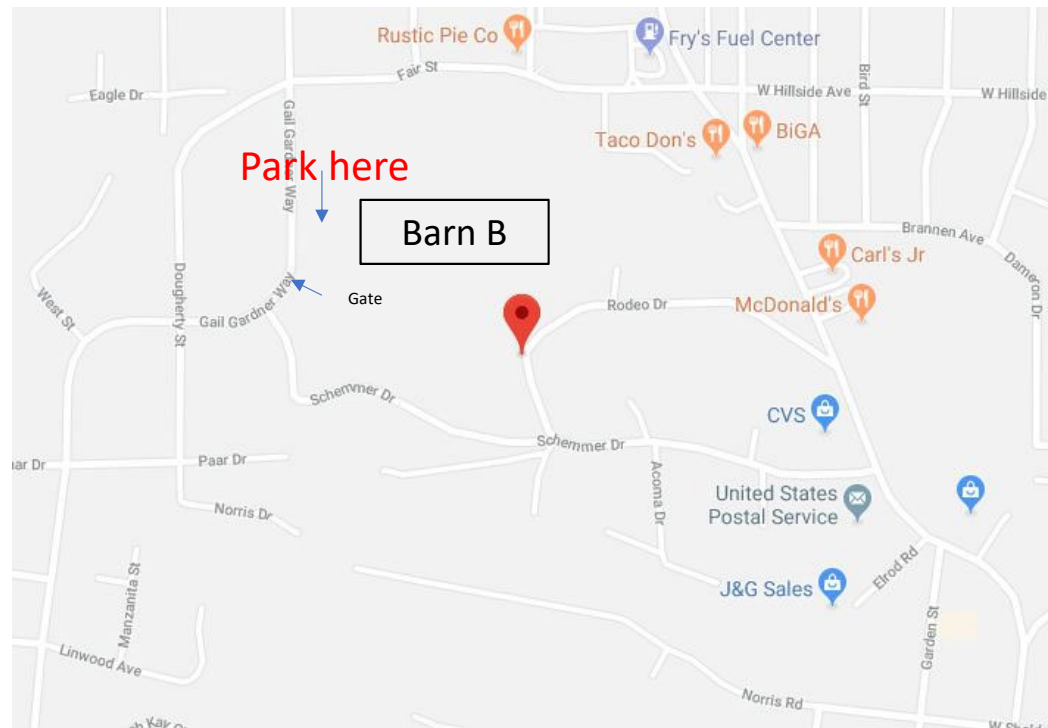 Rustic Pie Co
Fry's Fuel Center
Fair St
Eagle Dr
W Hillside Ave
W Hillside
Bird St
Gail Gardner Way
Taco Don's
BiGA
Park here
Barn B
Brannen Ave
Carl's Jr
Dameron Dr
Dougherty St
West St
Gail Gardner Way
Gate
Rodeo Dr
McDonald's
Schemmer Dr
CVS
Schemmer Dr
ar Dr
Paar Dr
Acoma Dr
United States
Postal Service
Norris Dr
Elrod Rd
J&G Sales
Manzanita St
Garden St
Linwood Ave
Norris Rd